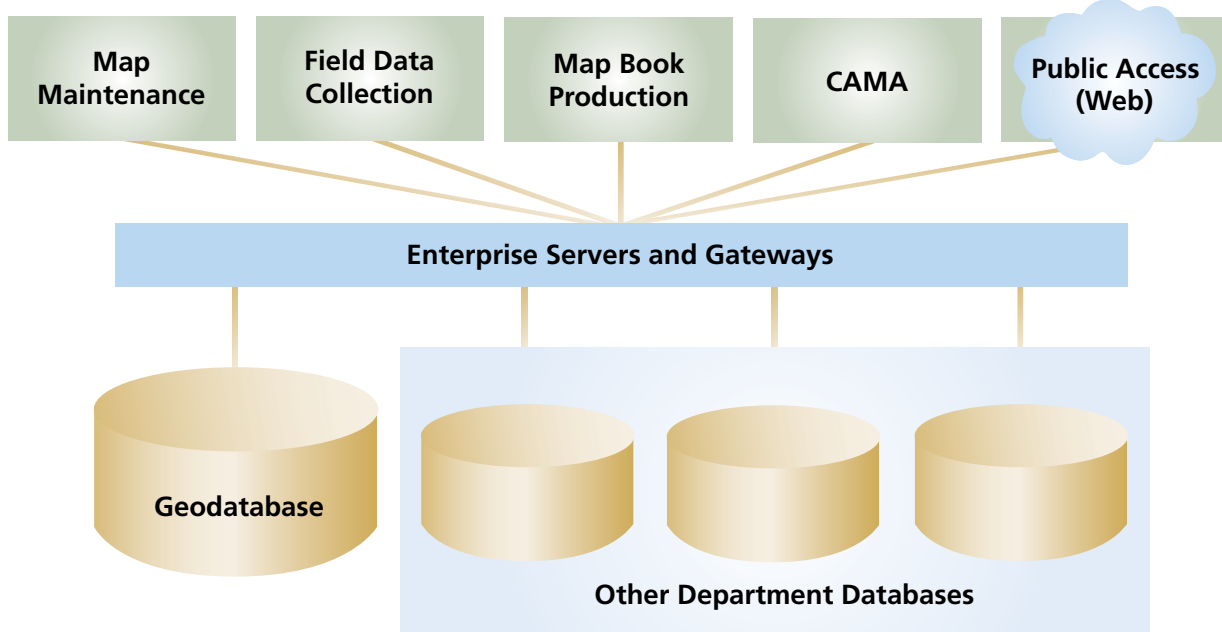 Map
Maintenance
Field Data
Collection
Map Book
Production
CAMA
Public Access
(Web)
Enterprise Servers and Gateways
Geodatabase
Other Department Databases